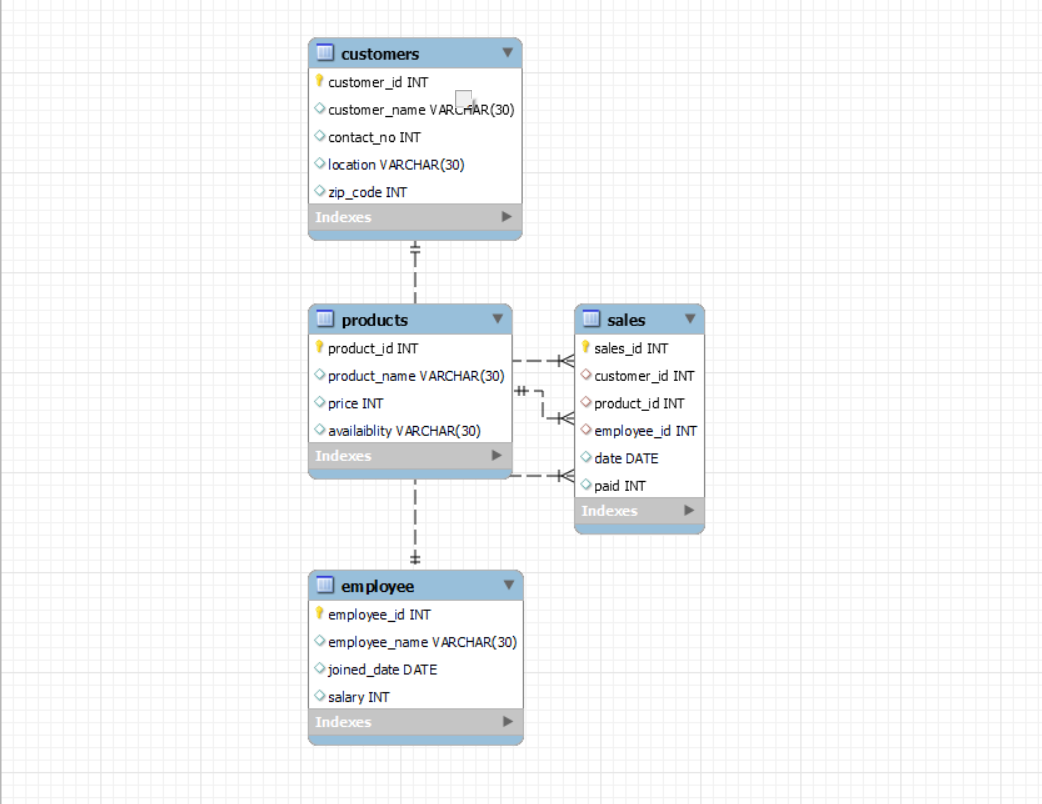 customers
customer_id INT
customer_name VARCHAR(30)
contact_no INT
location VARCHAR(30)
zip_code INT
Indexes
products
product_id INT
product_name VARCHAR(30)
price INT
availaiblity VARCHAR(30)
Indexes
sales
sales_id INT
customer_id INT
product_id INT
employee_id INT
date DATE
paid INT
Indexes
employee
employee_id INT
employee_name VARCHAR(30)
joined_date DATE
salary INT
Indexes